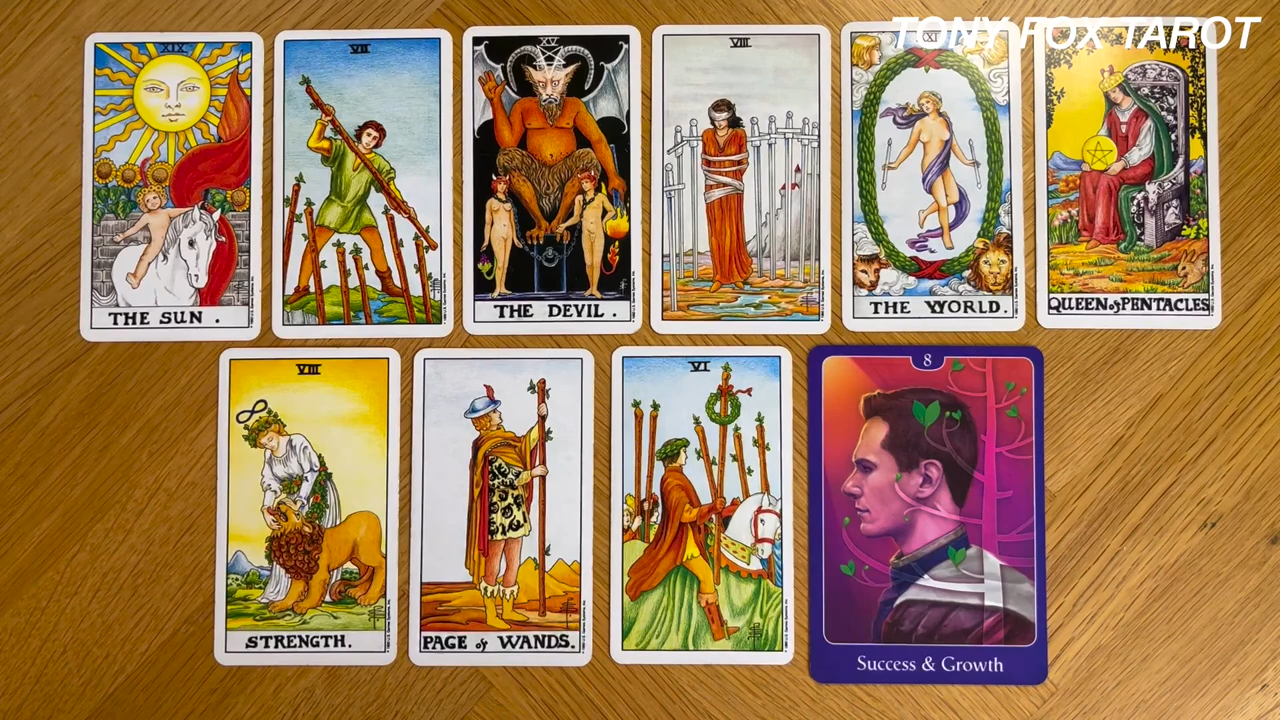 TONY FOX TAROT
XIX
VII
XV
VIII
XXI
THE SUN .
THE DEVIL .
THE WORLD.
QUEEN of PENTACLES
VIII
VI
8
STRENGTH.
PAGE of WANDS.
Success & Growth